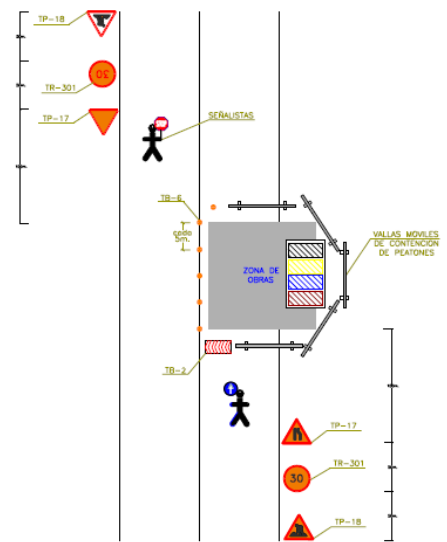 TP-18
20
TR-301
TP-17
SEÑALISTAS
TB-6
cada
5m.
ZONA DE
OBRAS
VALLAS MOVILES
DE CONTENCION
DE PEATONES
TB-2
TP-17
TR-301
30
TP-18